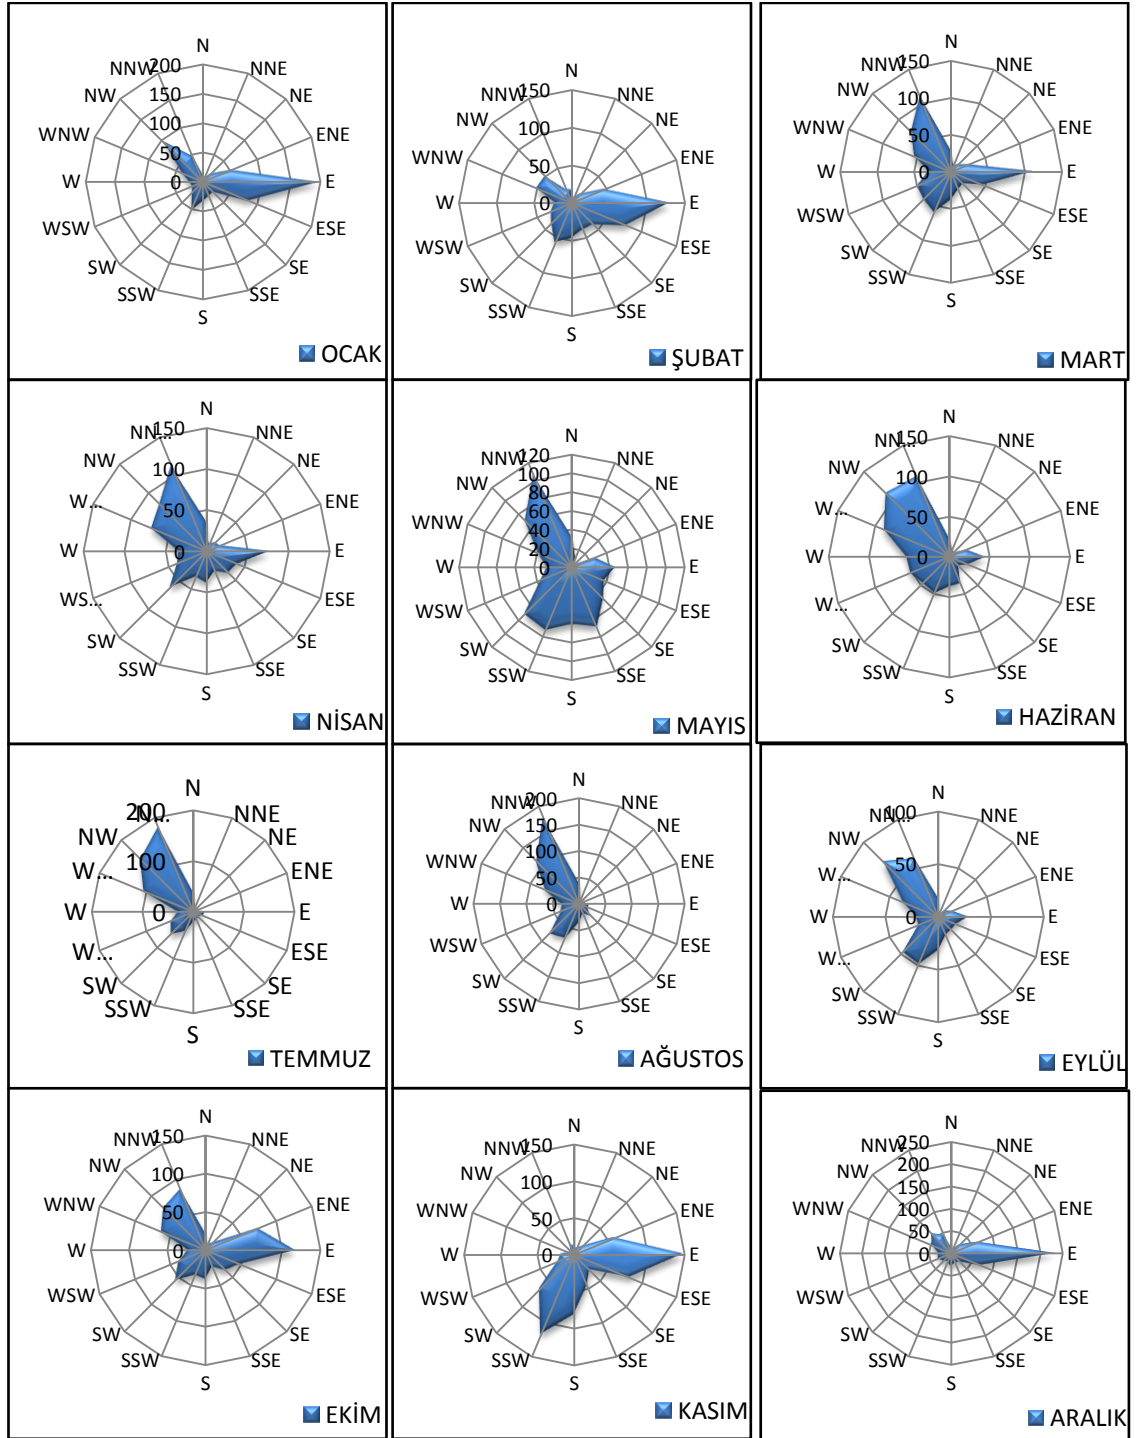 N
NNE
NE
ENE
E
ESE
SE
SSE
S
SSW
SW
WSW
W
WNW
NW
NNW
200
150
100
50
0
OCAK
N
NNE
NE
ENE
E
ESE
SE
SSE
S
SSW
SW
WSW
W
WNW
NW
NNW
150
100
50
0
ŞUBAT
N
NNE
NE
ENE
E
ESE
SE
SSE
S
SSW
SW
WSW
W
WNW
NW
NNW
150
100
50
0
MART
N
NNE
NE
ENE
E
ESE
SE
SSE
S
SSW
SW
WS...
W
W...
NW
NN...
150
100
50
0
NİSAN
N
NNE
NE
ENE
E
ESE
SE
SSE
S
SSW
SW
WSW
W
WNW
NW
NNW
120
100
80
60
40
20
0
MAYIS
N
NNE
NE
ENE
E
ESE
SE
SSE
S
SSW
SW
W...
W
W...
NW
NN...
150
100
50
0
HAZİRAN
N
NNE
NE
ENE
E
ESE
SE
SSE
S
SSW
SW
W...
W
W...
NW
N...
200
100
0
TEMMUZ
N
NNE
NE
ENE
E
ESE
SE
SSE
S
SSW
SW
WSW
W
WNW
NW
NNW
200
150
100
50
0
AĞUSTOS
N
NNE
NE
ENE
E
ESE
SE
SSE
S
SSW
SW
W...
W
W...
NW
NN...
100
50
0
EYLÜL
N
NNE
NE
ENE
E
ESE
SE
SSE
S
SSW
SW
WSW
W
WNW
NW
NNW
150
100
50
0
EKİM
N
NNE
NE
ENE
E
ESE
SE
SSE
S
SSW
SW
WSW
W
WNW
NW
NNW
150
100
50
0
KASIM
N
NNE
NE
ENE
E
ESE
SE
SSE
S
SSW
SW
WSW
W
WNW
NW
NNW
250
200
150
100
50
0
ARALIK